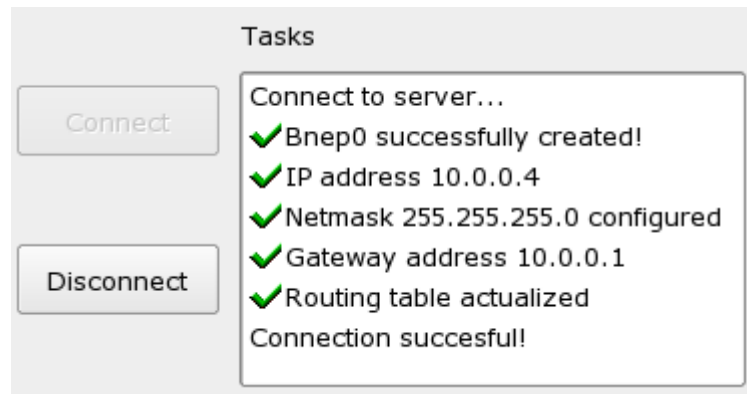 Tasks
Connect
Disconnect
Connect to server...
Bnep0 successfully created!
IP address 10.0.0.4
Netmask 255.255.255.0 configured
Gateway address 10.0.0.1
Routing table actualized
Connection succesful!